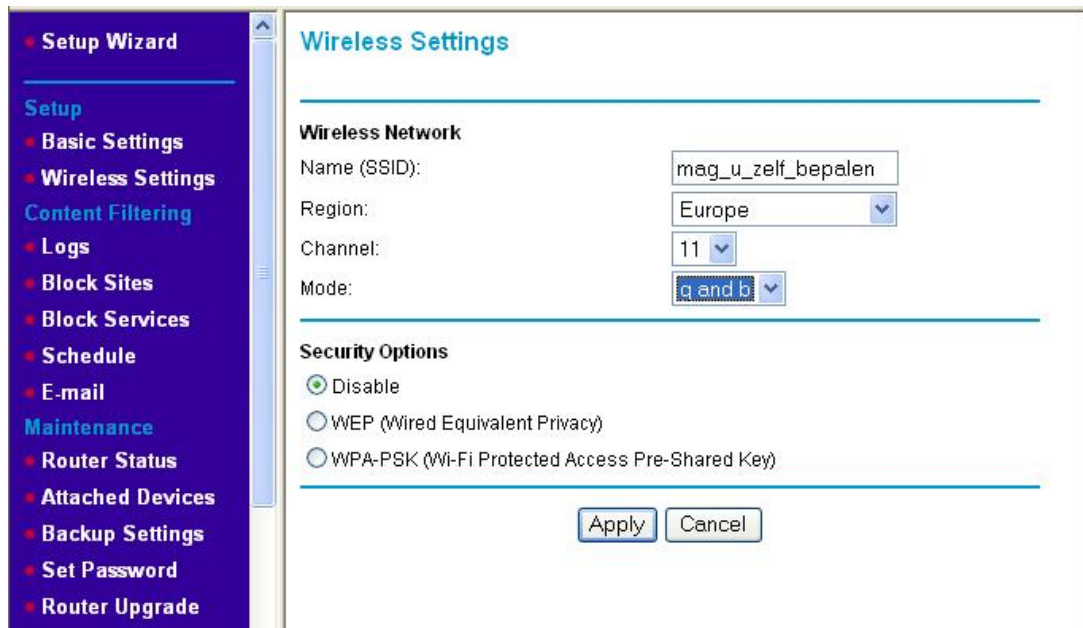 Setup Wizard
Setup
Basic Settings
Wireless Settings
Content Filtering
Logs
Block Sites
Block Services
Schedule
E-mail
Maintenance
Router Status
Attached Devices
Backup Settings
Set Password
Router Upgrade
Wireless Settings
Wireless Network
Name (SSID): mag_u_zelf_bepalen
Region: Europe
Channel: 11
Mode: g and b
Security Options
Disable
WEP (Wired Equivalent Privacy)
WPA-PSK (Wi-Fi Protected Access Pre-Shared Key)
Apply Cancel